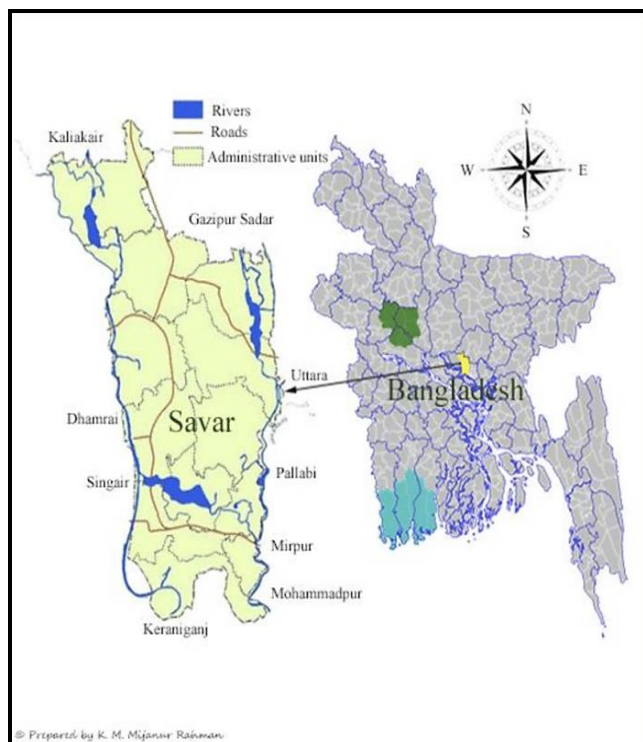 Rivers
Roads
Administrative units
Kaliakair
Gazipur Sadar
Uttara
Dhamrai
Savar
Singair
Pallabi
Mirpur
Mohammadpur
Keraniganj
N
W
E
S
Bangladesh
© Prepared by K. M. Mijanur Rahman